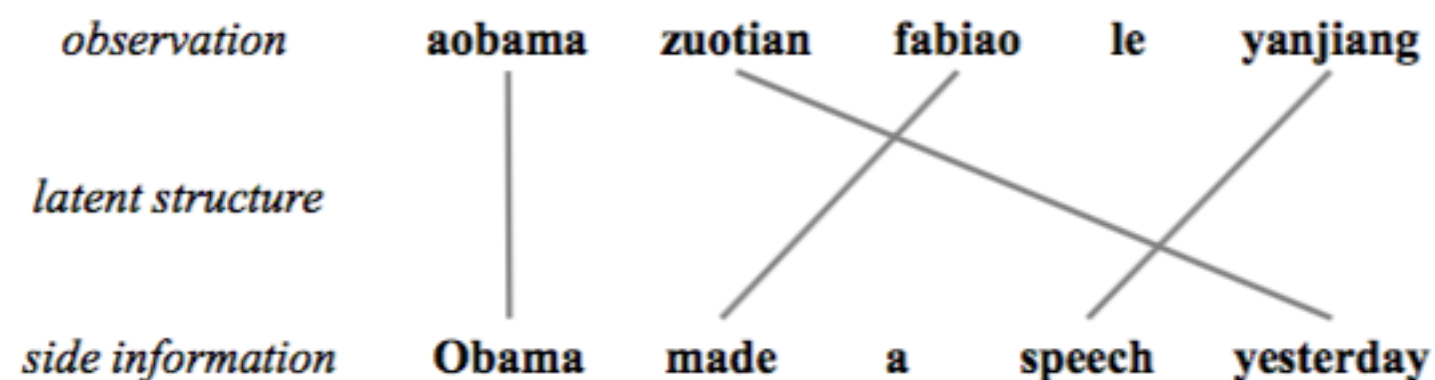 observation aobama zuotian fabiao le yanjiang
latent structure
side information Obama made a speech yesterday